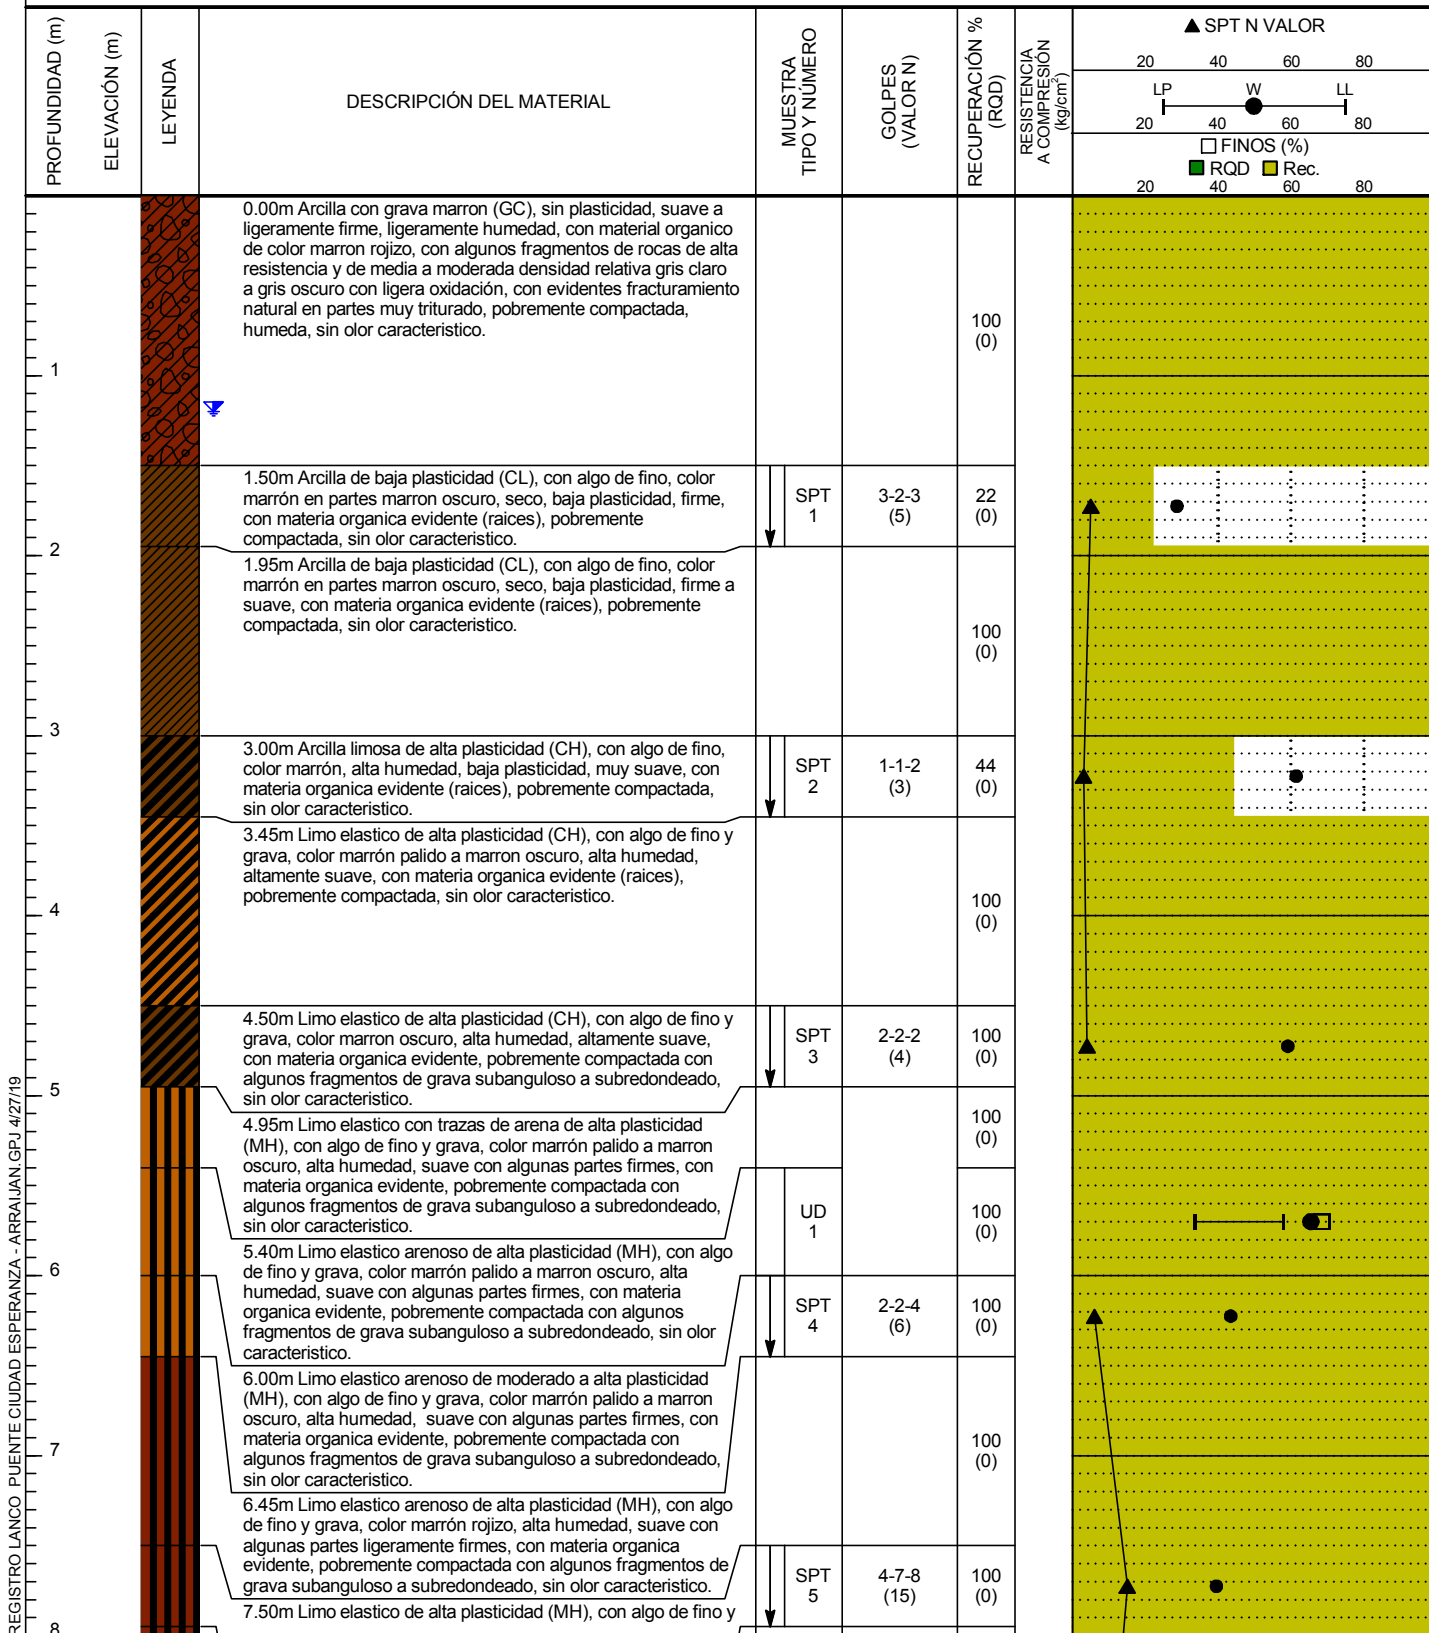 PROFUNDIDAD (m)
ELEVACIÓN (m)
LEYENDA
DESCRIPCIÓN DEL MATERIAL
MUESTRA
TIPO Y NÚMERO
GOLPES
(VALOR N)
RECUPERACIÓN %
(RQD)
RESISTENCIA
A COMPRESIÓN
(kg/cm²)
▲ SPT N VALOR
20 40 60 80
LP W LL
20 40 60 80
FINOS (%)
RQD Rec.
20 40 60 80
0.00m Arcilla con grava marron (GC), sin plasticidad, suave a
ligeramente firme, ligeramente humedad, con material organico
de color marron rojizo, con algunos fragmentos de rocas de alta
resistencia y de media a moderada densidad relativa gris claro
a gris oscuro con ligera oxidación, con evidentes fracturamiento
natural en partes muy triturado, pobremente compactada,
humeda, sin olor caracteristico.
100
(0)
1
1.50m Arcilla de baja plasticidad (CL), con algo de fino, color
marrón en partes marron oscuro, seco, baja plasticidad, firme,
con materia organica evidente (raices), pobremente
compactada, sin olor caracteristico.
SPT
1
3-2-3
(5)
22
(0)
2
1.95m Arcilla de baja plasticidad (CL), con algo de fino, color
marrón en partes marron oscuro, seco, baja plasticidad, firme a
suave, con materia organica evidente (raices), pobremente
compactada, sin olor caracteristico.
100
(0)
3
3.00m Arcilla limosa de alta plasticidad (CH), con algo de fino,
color marrón, alta humedad, baja plasticidad, muy suave, con
materia organica evidente (raices), pobremente compactada,
sin olor caracteristico.
SPT
2
1-1-2
(3)
44
(0)
3.45m Limo elastico de alta plasticidad (CH), con algo de fino y
grava, color marrón palido a marron oscuro, alta humedad,
altamente suave, con materia organica evidente (raices),
pobremente compactada, sin olor caracteristico.
100
(0)
4
4.50m Limo elastico de alta plasticidad (CH), con algo de fino y
grava, color marron oscuro, alta humedad, altamente suave,
con materia organica evidente, pobremente compactada con
algunos fragmentos de grava subanguloso a subredondeado,
sin olor caracteristico.
SPT
3
2-2-2
(4)
100
(0)
5
4.95m Limo elastico con trazas de arena de alta plasticidad
(MH), con algo de fino y grava, color marrón palido a marron
oscuro, alta humedad, suave con algunas partes firmes, con
materia organica evidente, pobremente compactada con
algunos fragmentos de grava subanguloso a subredondeado,
sin olor caracteristico.
100
(0)
UD
1
100
(0)
5.40m Limo elastico arenoso de alta plasticidad (MH), con algo
de fino y grava, color marrón palido a marron oscuro, alta
humedad, suave con algunas partes firmes, con materia
organica evidente, pobremente compactada con algunos
fragmentos de grava subanguloso a subredondeado, sin olor
caracteristico.
6
SPT
4
2-2-4
(6)
100
(0)
6.00m Limo elastico arenoso de moderado a alta plasticidad
(MH), con algo de fino y grava, color marrón palido a marron
oscuro, alta humedad, suave con algunas partes firmes, con
materia organica evidente, pobremente compactada con
algunos fragmentos de grava subanguloso a subredondeado,
sin olor caracteristico.
100
(0)
7
6.45m Limo elastico arenoso de alta plasticidad (MH), con algo
de fino y grava, color marrón rojizo, alta humedad, suave con
algunas partes ligeramente firmes, con materia organica
evidente, pobremente compactada con algunos fragmentos de
grava subanguloso a subredondeado, sin olor caracteristico.
SPT
5
4-7-8
(15)
100
(0)
7.50m Limo elastico de alta plasticidad (MH), con algo de fino y
8
REGISTRO LANCO PUENTE CIUDAD ESPERANZA - ARRAIJAN.GPJ 4/27/19